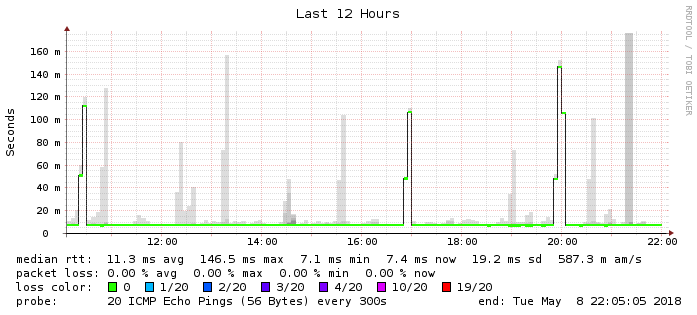 Last 12 Hours
RRDTOOL / TOBI OETIKER
Seconds
160 m
140 m
120 m
100 m
80 m
60 m
40 m
20 m
0
12:00 14:00 16:00 18:00 20:00 22:00
median rtt: 11.3 ms avg 146.5 ms max 7.1 ms min 7.4 ms now 19.2 ms sd 587.3 m am/s
packet loss: 0.00 % avg 0.00 % max 0.00 % min 0.00 % now
loss color: 0 1/20 2/20 3/20 4/20 10/20 19/20
probe: 20 ICMP Echo Pings (56 Bytes) every 300s end: Tue May 8 22:05:05 2018